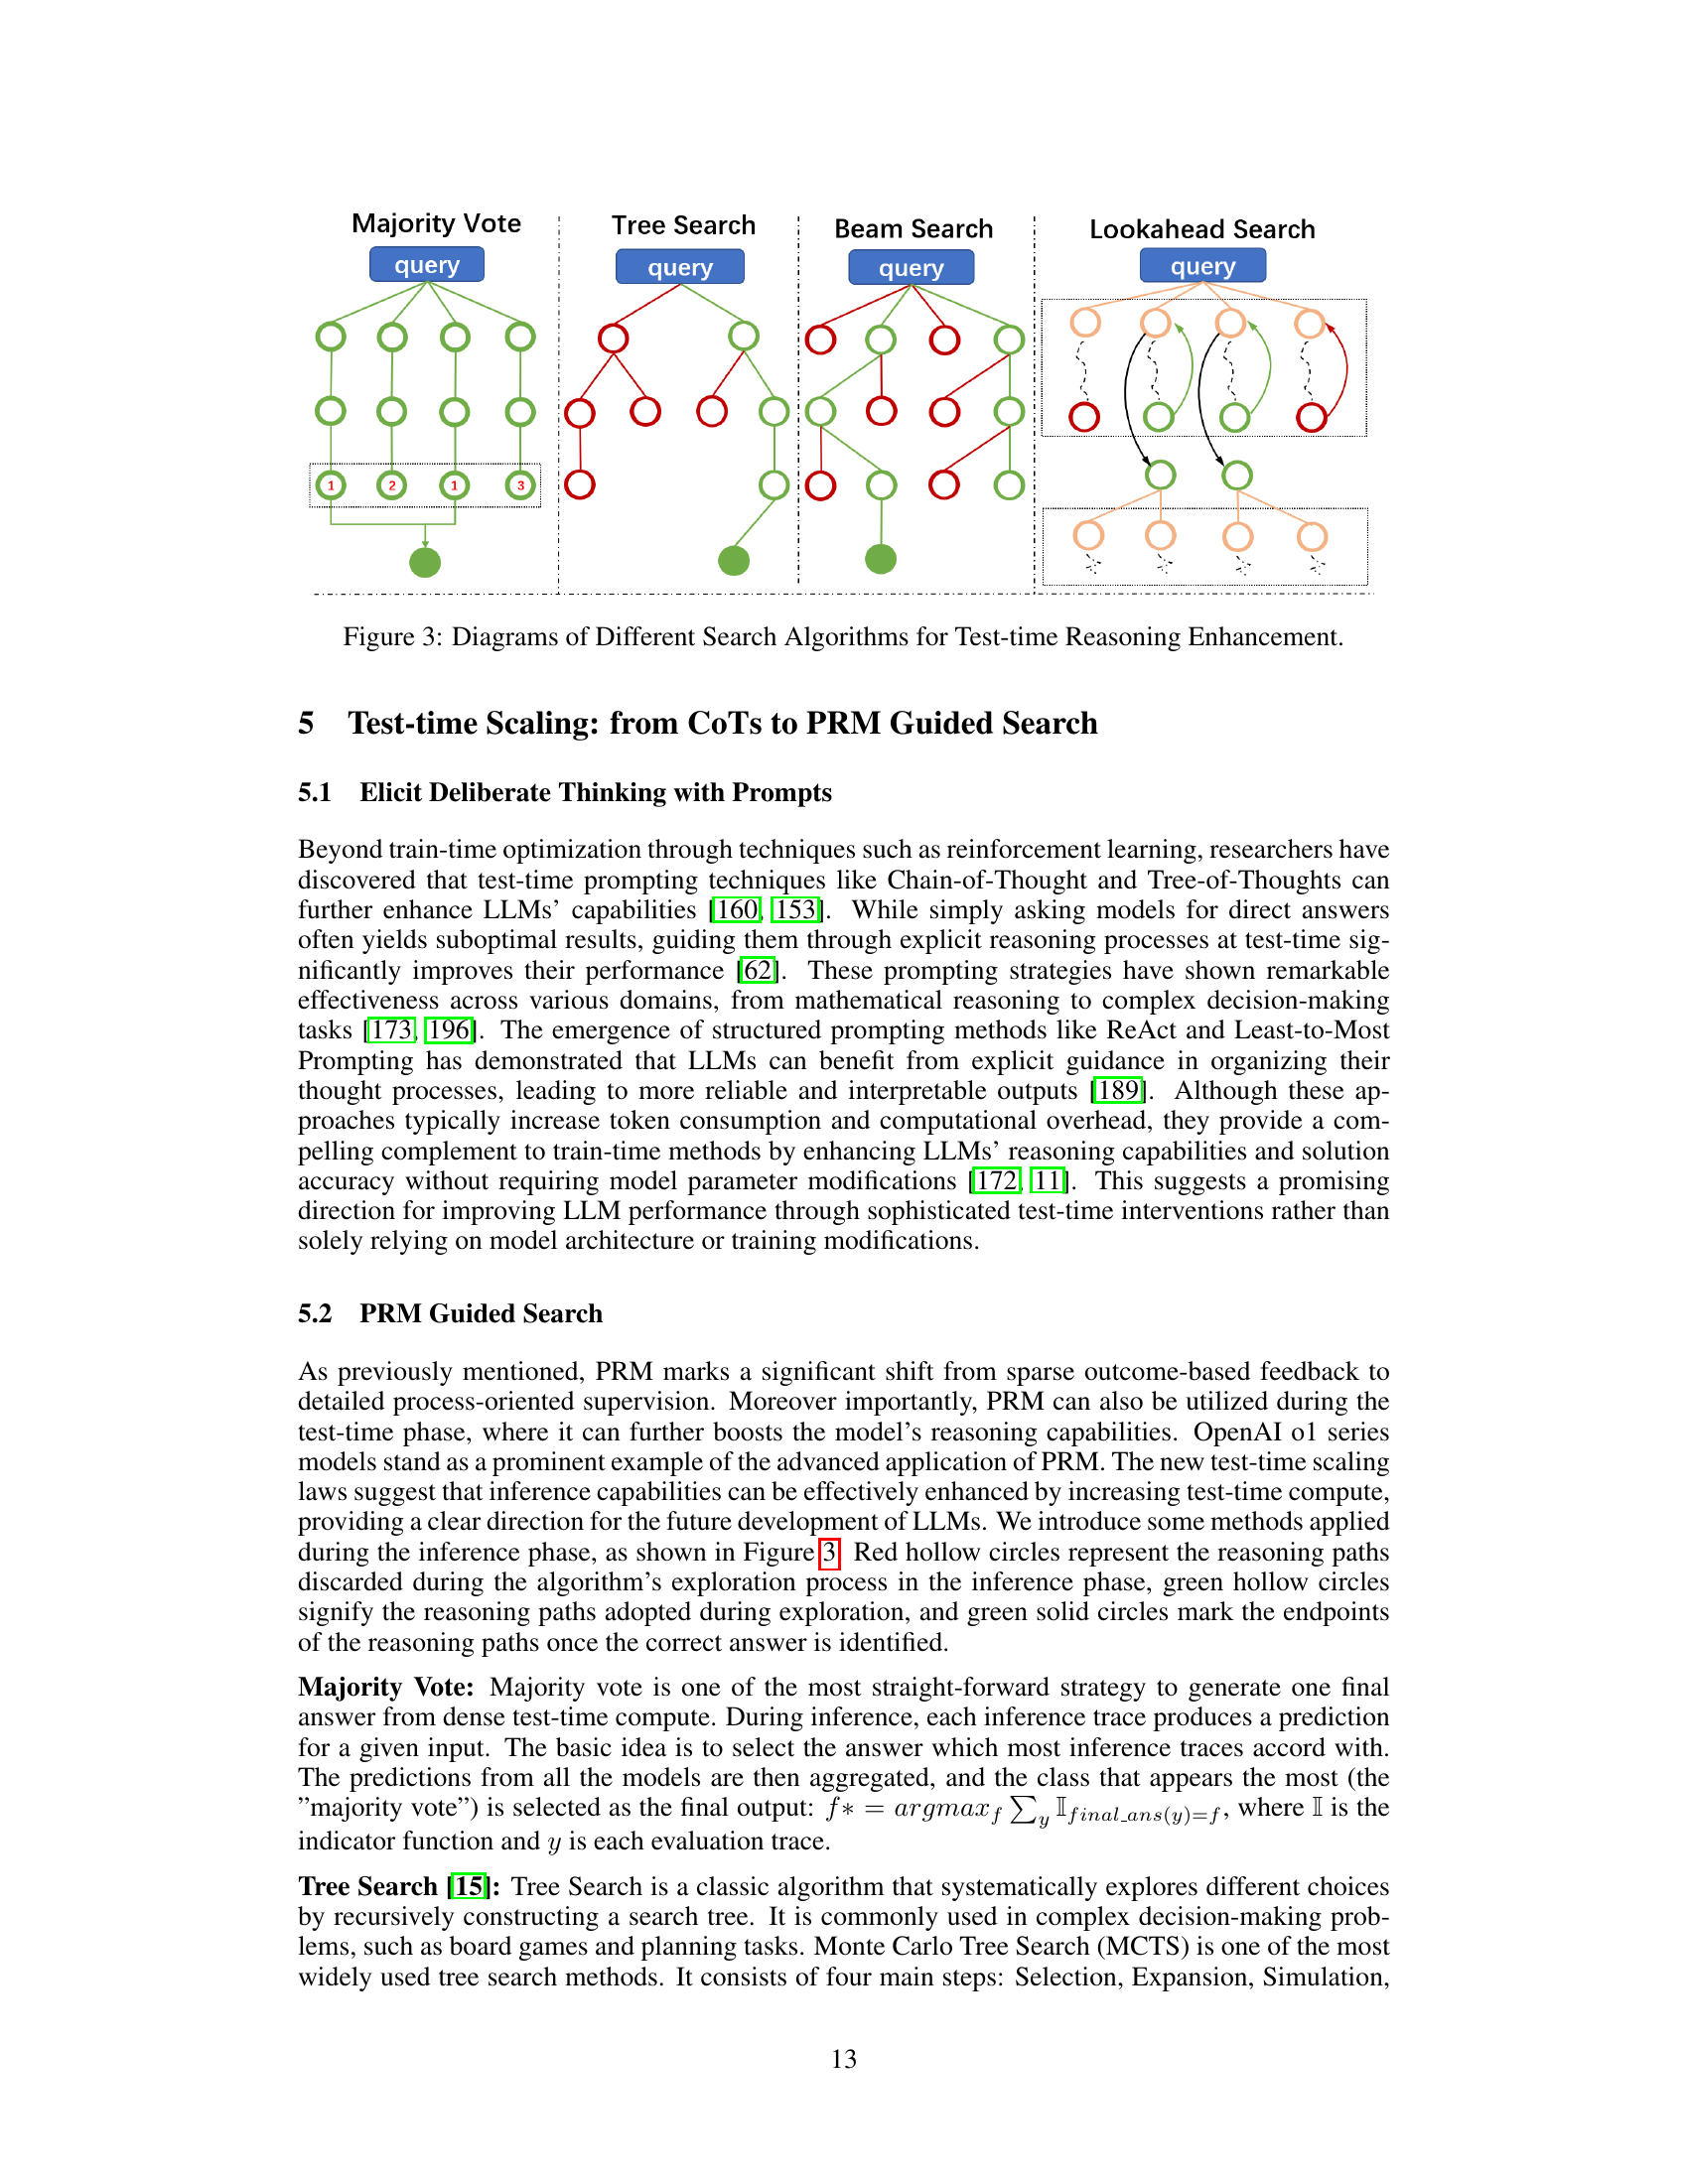 Majority Vote
Tree Search
Beam Search
Lookahead Search
query
query
query
query
1
2
1
3
Figure 3: Diagrams of Different Search Algorithms for Test-time Reasoning Enhancement.
5 Test-time Scaling: from CoTs to PRM Guided Search
5.1 Elicit Deliberate Thinking with Prompts
Beyond train-time optimization through techniques such as reinforcement learning, researchers have
discovered that test-time prompting techniques like Chain-of-Thought and Tree-of-Thoughts can
further enhance LLMs’ capabilities [160, 153]. While simply asking models for direct answers
often yields suboptimal results, guiding them through explicit reasoning processes at test-time sig-
nificantly improves their performance [62]. These prompting strategies have shown remarkable
effectiveness across various domains, from mathematical reasoning to complex decision-making
tasks [173, 196]. The emergence of structured prompting methods like ReAct and Least-to-Most
Prompting has demonstrated that LLMs can benefit from explicit guidance in organizing their
thought processes, leading to more reliable and interpretable outputs [189]. Although these ap-
proaches typically increase token consumption and computational overhead, they provide a com-
pelling complement to train-time methods by enhancing LLMs’ reasoning capabilities and solution
accuracy without requiring model parameter modifications [172, 11]. This suggests a promising
direction for improving LLM performance through sophisticated test-time interventions rather than
solely relying on model architecture or training modifications.
5.2 PRM Guided Search
As previously mentioned, PRM marks a significant shift from sparse outcome-based feedback to
detailed process-oriented supervision. Moreover importantly, PRM can also be utilized during the
test-time phase, where it can further boosts the model’s reasoning capabilities. OpenAI o1 series
models stand as a prominent example of the advanced application of PRM. The new test-time scaling
laws suggest that inference capabilities can be effectively enhanced by increasing test-time compute,
providing a clear direction for the future development of LLMs. We introduce some methods applied
during the inference phase, as shown in Figure 3. Red hollow circles represent the reasoning paths
discarded during the algorithm’s exploration process in the inference phase, green hollow circles
signify the reasoning paths adopted during exploration, and green solid circles mark the endpoints
of the reasoning paths once the correct answer is identified.
Majority Vote: Majority vote is one of the most straight-forward strategy to generate one final
answer from dense test-time compute. During inference, each inference trace produces a prediction
for a given input. The basic idea is to select the answer which most inference traces accord with.
The predictions from all the models are then aggregated, and the class that appears the most (the
”majority vote”) is selected as the final output: f∗ = argmax_f ∑_y 𝕀_{final_ans(y)=f}, where 𝕀 is the
indicator function and y is each evaluation trace.
Tree Search [15]: Tree Search is a classic algorithm that systematically explores different choices
by recursively constructing a search tree. It is commonly used in complex decision-making prob-
lems, such as board games and planning tasks. Monte Carlo Tree Search (MCTS) is one of the most
widely used tree search methods. It consists of four main steps: Selection, Expansion, Simulation,
13